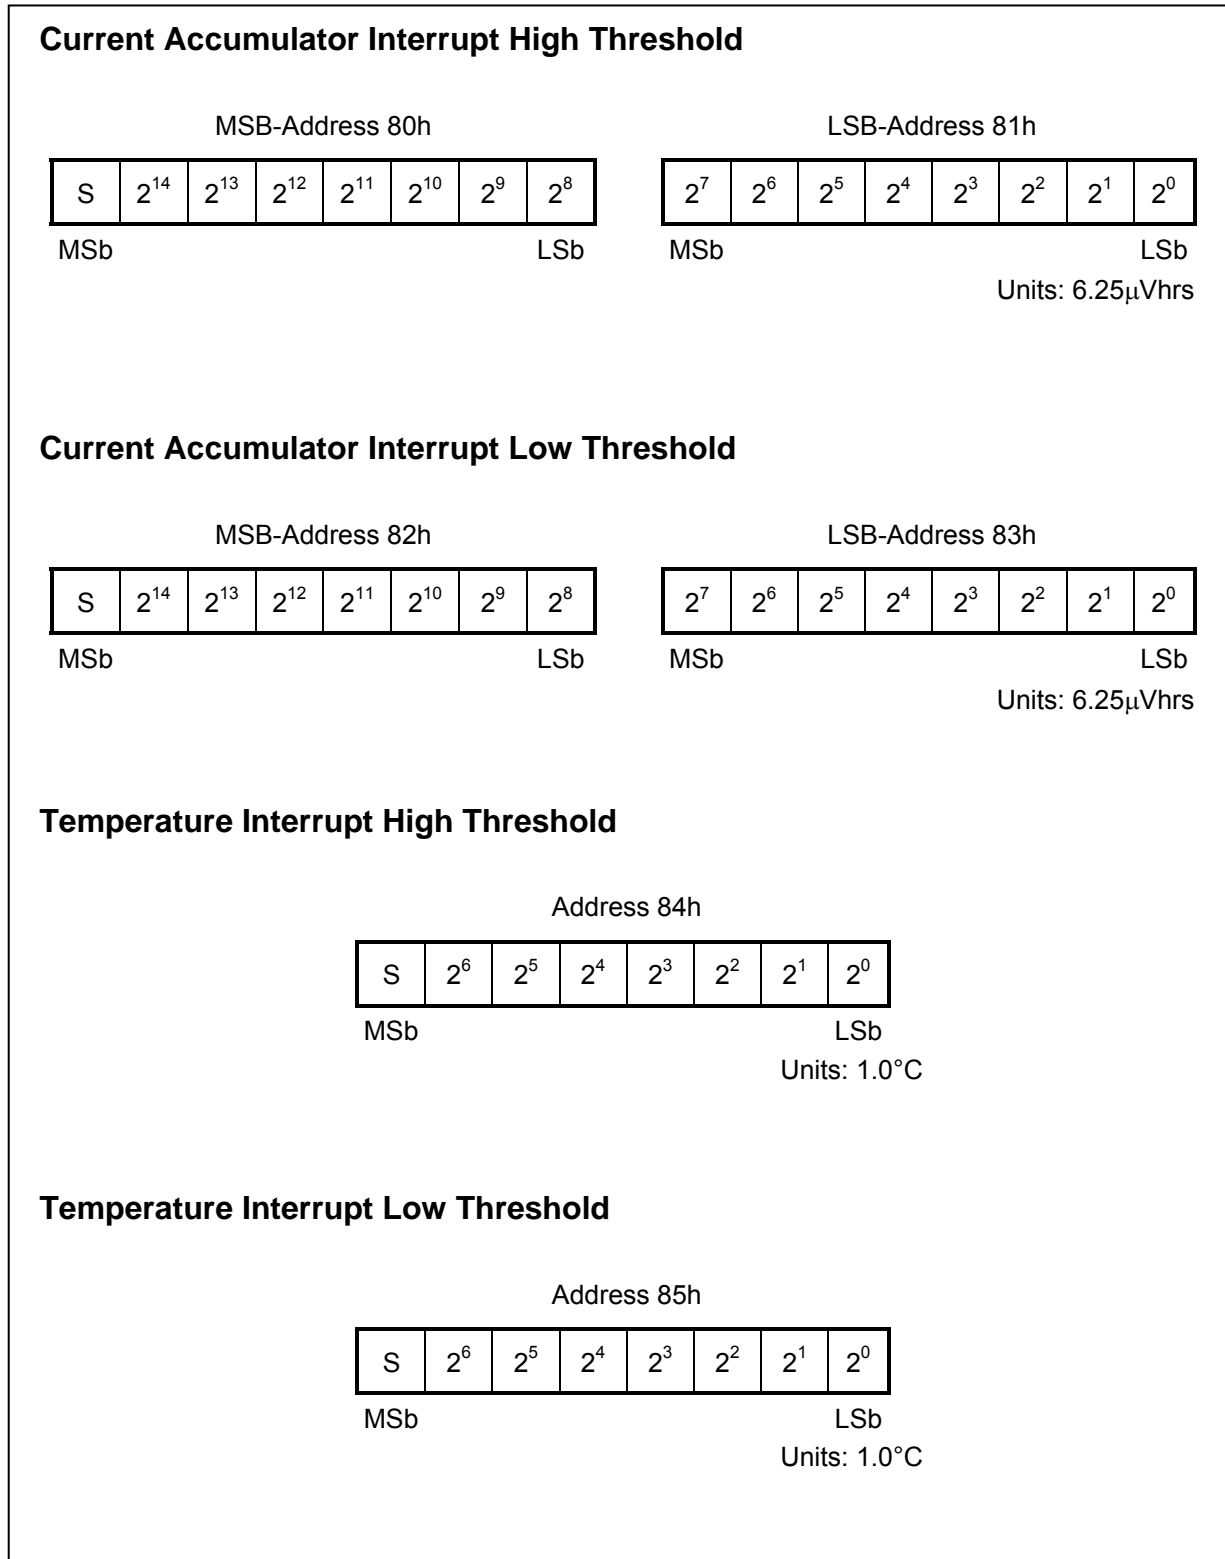 Current Accumulator Interrupt High Threshold
MSB-Address 80h LSB-Address 81h
S 2^14 2^13 2^12 2^11 2^10 2^9 2^8 2^7 2^6 2^5 2^4 2^3 2^2 2^1 2^0
MSb LSb MSb LSb
Units: 6.25μVhrs
Current Accumulator Interrupt Low Threshold
MSB-Address 82h LSB-Address 83h
S 2^14 2^13 2^12 2^11 2^10 2^9 2^8 2^7 2^6 2^5 2^4 2^3 2^2 2^1 2^0
MSb LSb MSb LSb
Units: 6.25μVhrs
Temperature Interrupt High Threshold
Address 84h
S 2^6 2^5 2^4 2^3 2^2 2^1 2^0
MSb LSb
Units: 1.0°C
Temperature Interrupt Low Threshold
Address 85h
S 2^6 2^5 2^4 2^3 2^2 2^1 2^0
MSb LSb
Units: 1.0°C